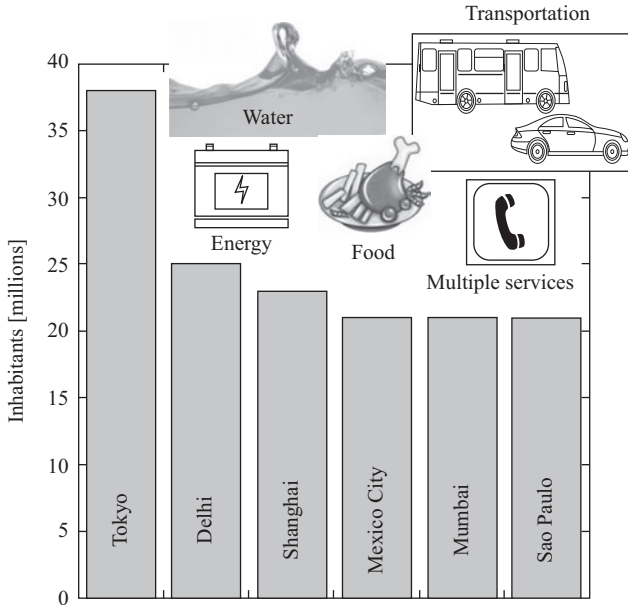 Transportation
40
35
30
25
20
15
10
5
0
Inhabitants [millions]
Water
Energy
Food
Multiple services
Tokyo
Delhi
Shanghai
Mexico City
Mumbai
Sao Paulo